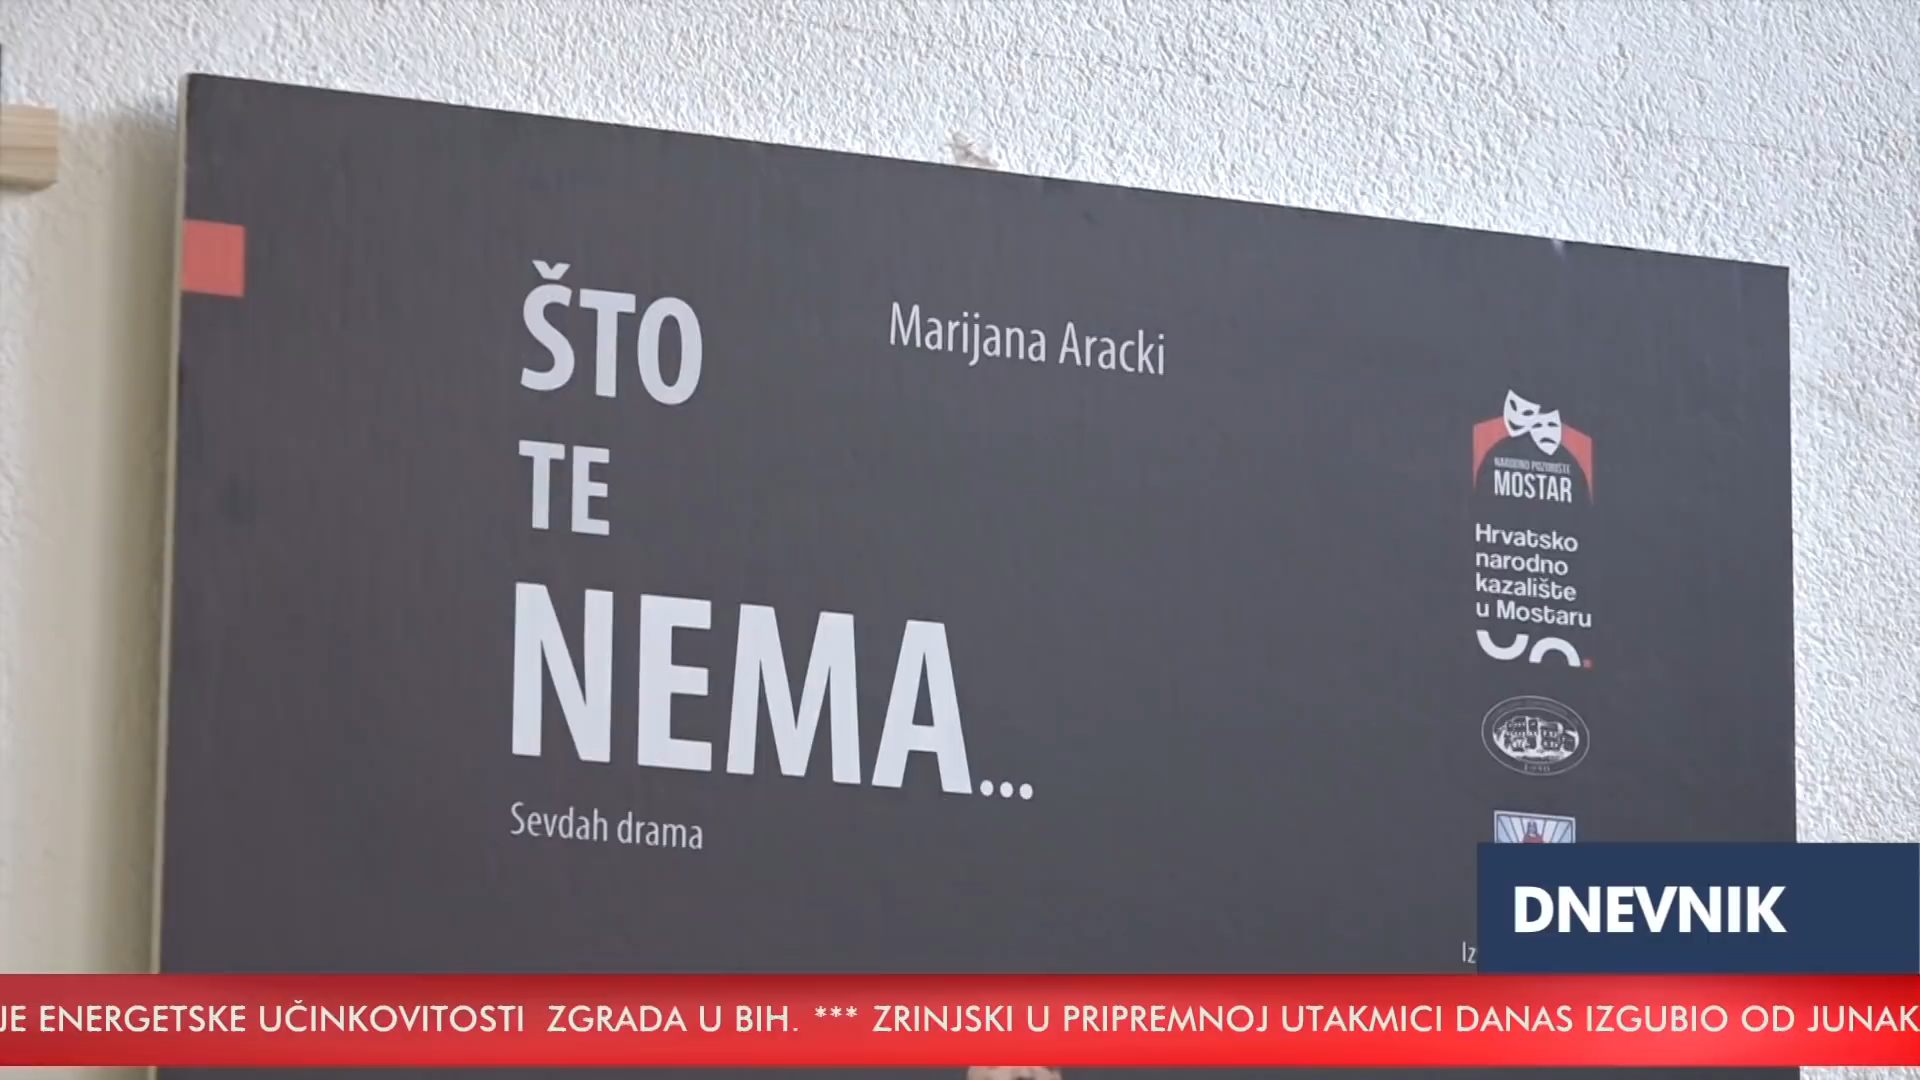 ŠTO
TE
NEMA...
Sevdah drama
Marijana Aracki
NARODNO POZORIŠTE
MOSTAR
Hrvatsko
narodno
kazalište
u Mostaru
DNEVNIK
JE ENERGETSKE UČINKOVITOSTI ZGRADA U BIH. *** ZRINJSKI U PRIPREMNOJ UTAKMICI DANAS IZGUBIO OD JUNAK